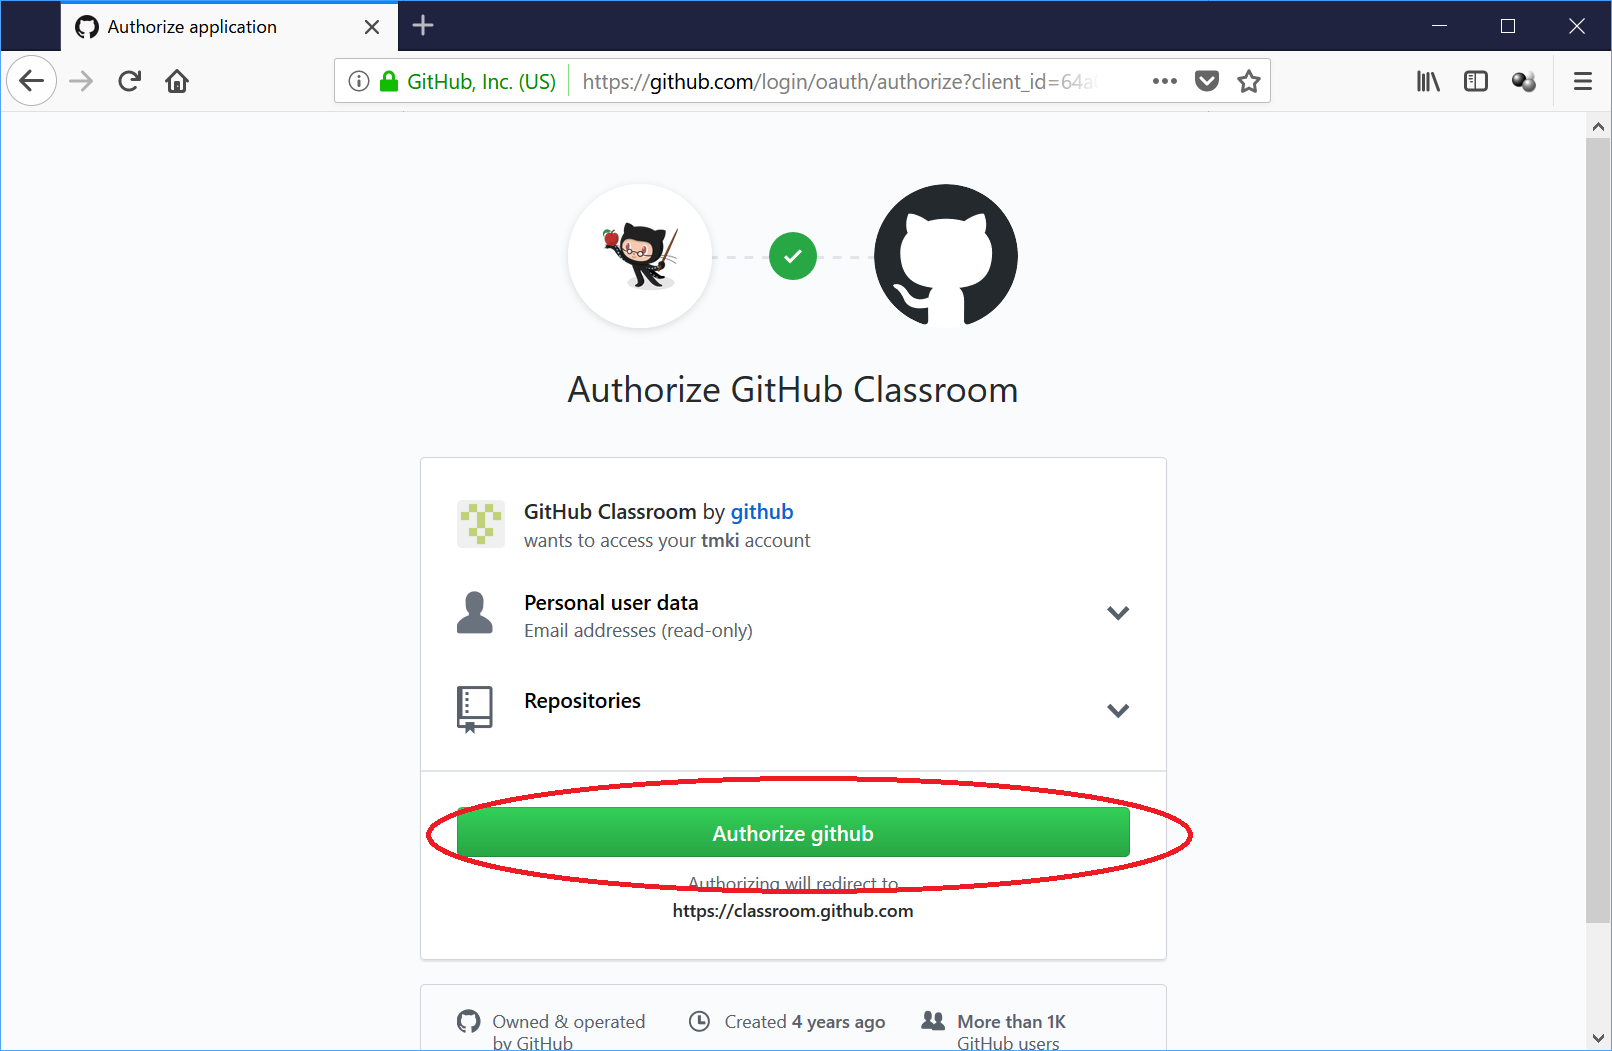 Authorize application
GitHub, Inc. (US) https://github.com/login/oauth/authorize?client_id=64a
Authorize GitHub Classroom
GitHub Classroom by github
wants to access your tmki account
Personal user data
Email addresses (read-only)
Repositories
Authorize github
Authorizing will redirect to
https://classroom.github.com
Owned & operated
by GitHub
Created 4 years ago
More than 1K
GitHub users